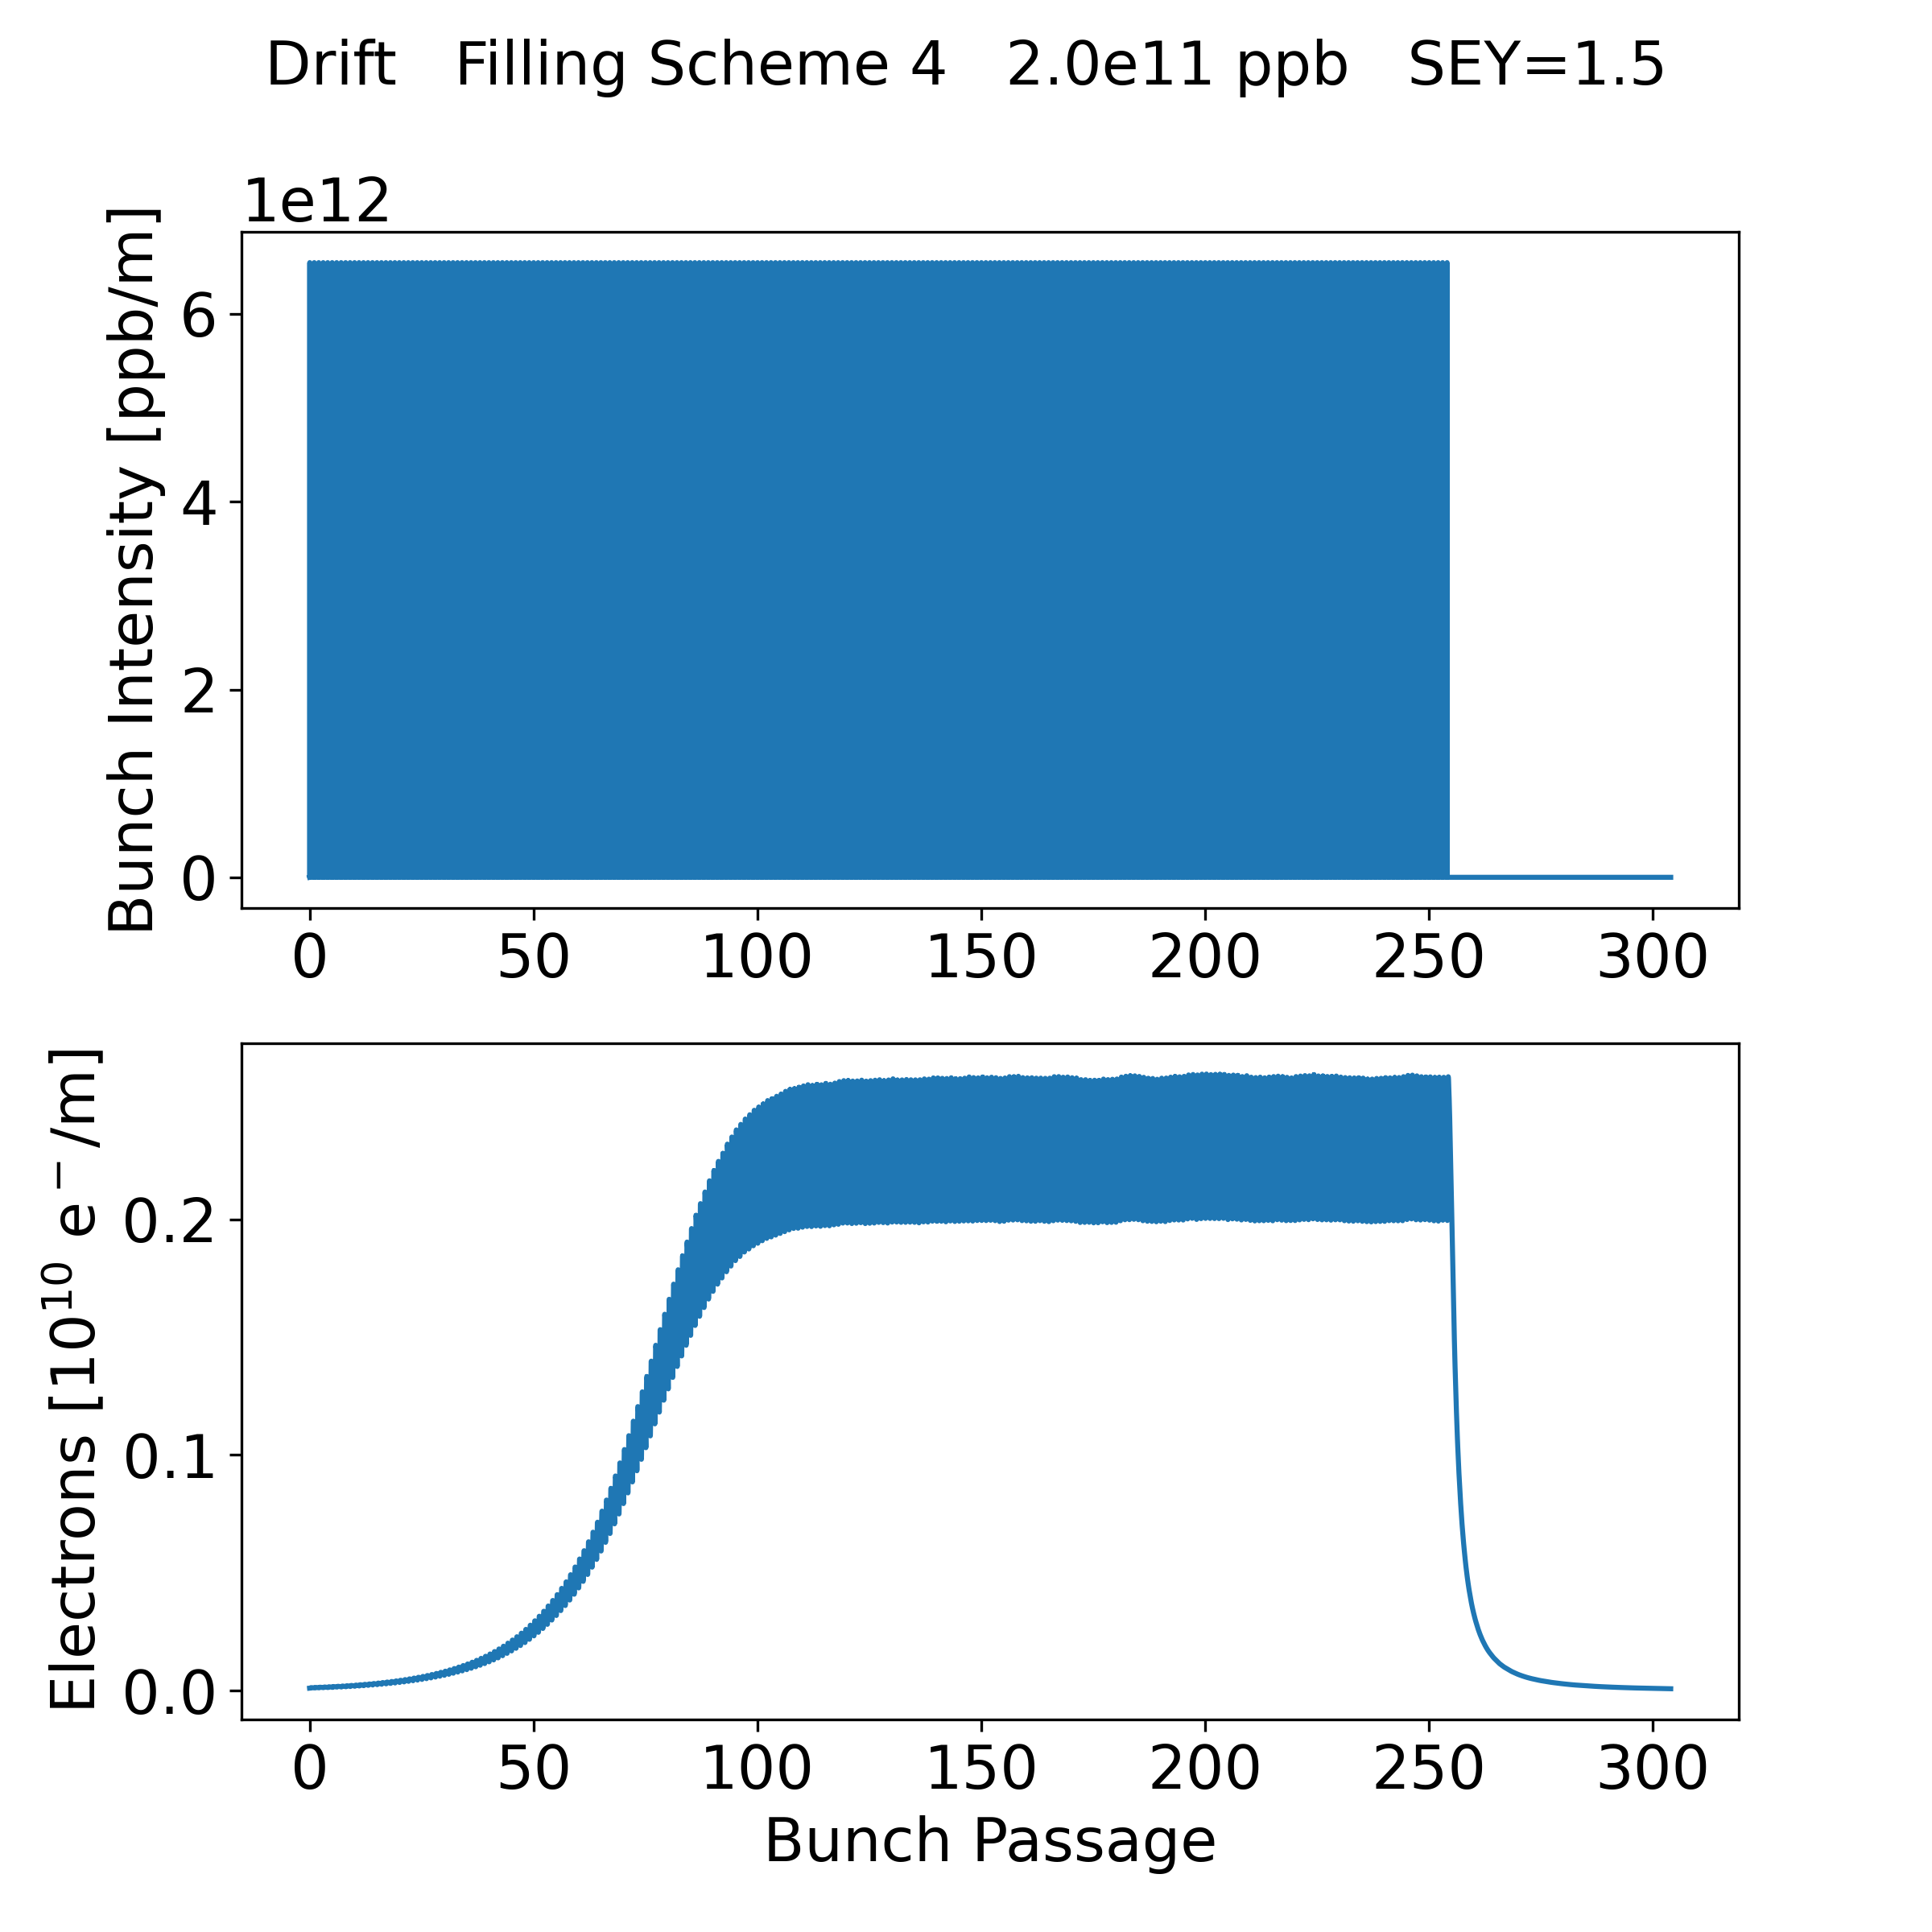 Drift   Filling Scheme 4   2.0e11 ppb   SEY=1.5
1e12
Bunch Intensity [ppb/m]
6
4
2
0
0 50 100 150 200 250 300
Electrons [10¹⁰ e⁻/m]
0.2
0.1
0.0
0 50 100 150 200 250 300
Bunch Passage